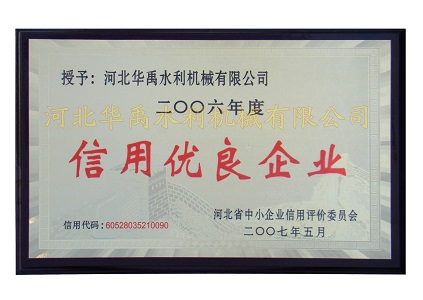 授予：河北华禹水利机械有限公司
二〇〇六年度
河北华禹水利机械有限公司
信用优良企业
信用代码：60528035210090
河北省中小企业信用评价委员会
二〇〇七年五月